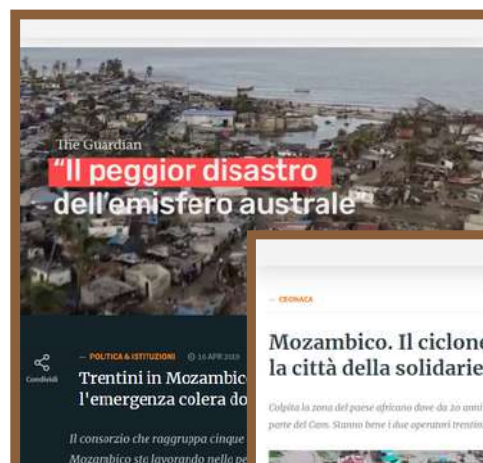 The Guardian
“Il peggior disastro
dell’emisfero australe
— CRONACA
Mozambico. Il ciclone
la città della solidarie
Colpita la zona del paese africano dove da 20 anni
parte del Cam. Stanno bene i due operatori trentin
— POLITICA & ISTITUZIONI 16 APR 2019
Condividi
Trentini in Mozambic
l'emergenza colera do
Il consorzio che raggruppa cinque
Mozambico sta lavorando nella pe